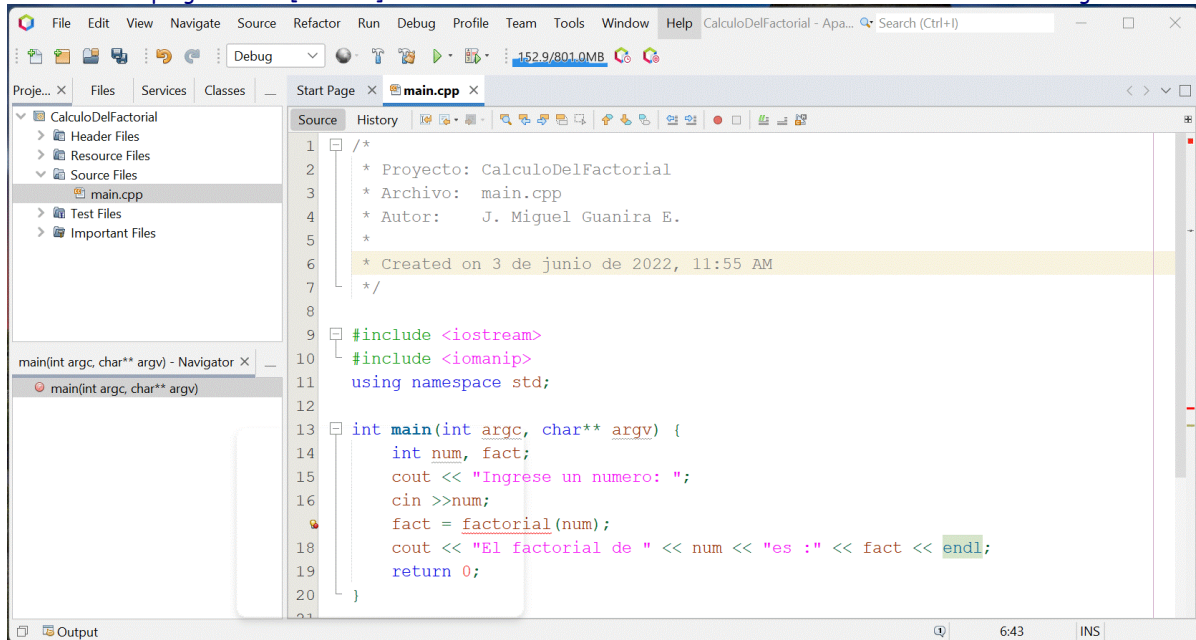 File Edit View Navigate Source Refactor Run Debug Profile Team Tools Window Help CalculoDelFactorial - Apa... Search (Ctrl+I)
Debug 152.9/801.0MB
Proje... Files Services Classes
Start Page main.cpp
CalculoDelFactorial
Header Files
Resource Files
Source Files
main.cpp
Test Files
Important Files
main(int argc, char** argv) - Navigator
main(int argc, char** argv)
Source History
1 /*
2 * Proyecto: CalculoDelFactorial
3 * Archivo: main.cpp
4 * Autor: J. Miguel Guanira E.
5 *
6 * Created on 3 de junio de 2022, 11:55 AM
7 */
8
9 #include <iostream>
10 #include <iomanip>
11 using namespace std;
12
13 int main(int argc, char** argv) {
14 int num, fact;
15 cout << "Ingrese un numero: ";
16 cin >>num;
fact = factorial(num);
18 cout << "El factorial de " << num << "es :" << fact << endl;
19 return 0;
20 }
Output 6:43 INS